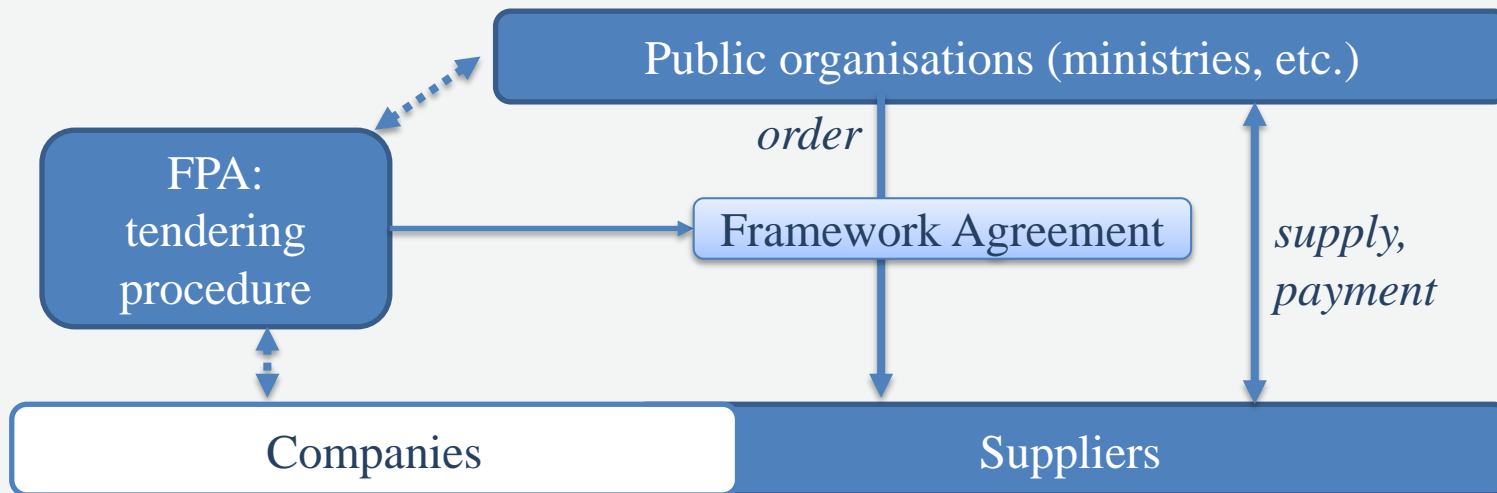 Public organisations (ministries, etc.)
order
FPA:
tendering
procedure
Framework Agreement
supply,
payment
Companies
Suppliers